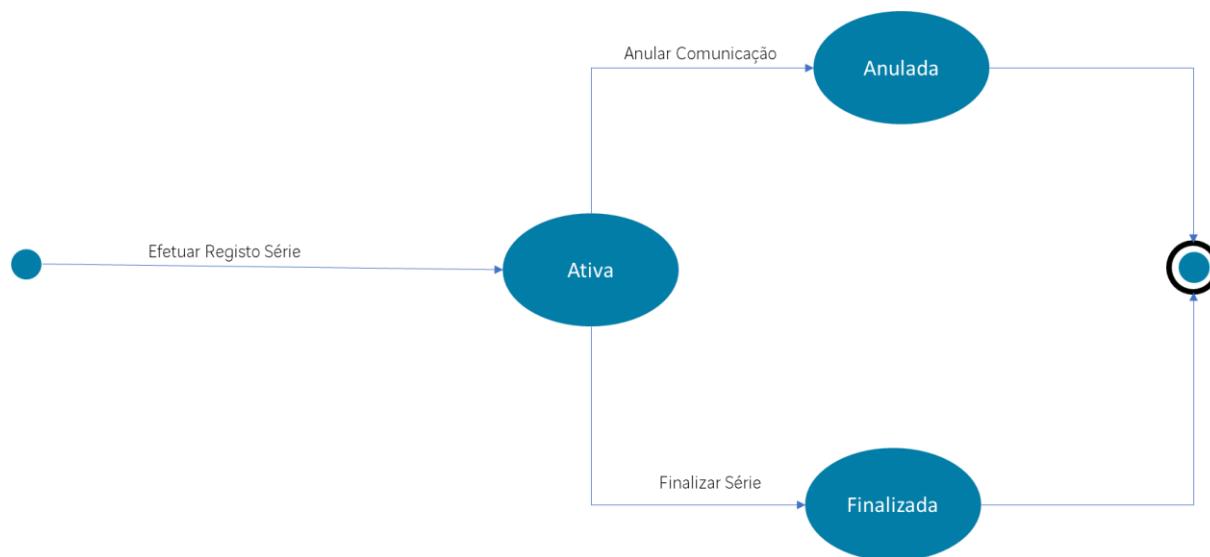 Anular Comunicação
Anulada
Efetuar Registo Série
Ativa
Finalizar Série
Finalizada